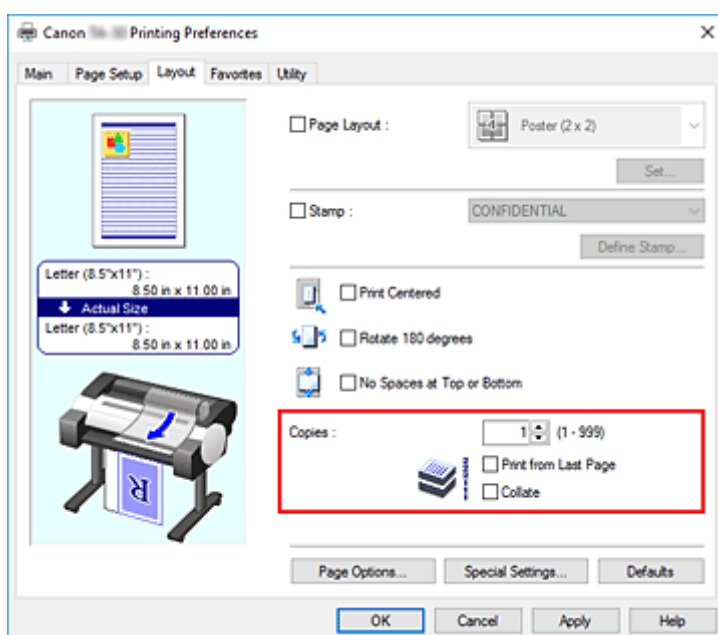 Canon Printing Preferences
Main Page Setup Layout Favorites Utility
Page Layout : Poster (2 x 2)
Set...
Stamp : CONFIDENTIAL
Define Stamp...
Letter (8.5"x11") :
8.50 in x 11.00 in
Actual Size
Letter (8.5"x11") :
8.50 in x 11.00 in
Print Centered
Rotate 180 degrees
No Spaces at Top or Bottom
Copies : 1 (1 - 999)
Print from Last Page
Collate
R
Page Options... Special Settings... Defaults
OK Cancel Apply Help